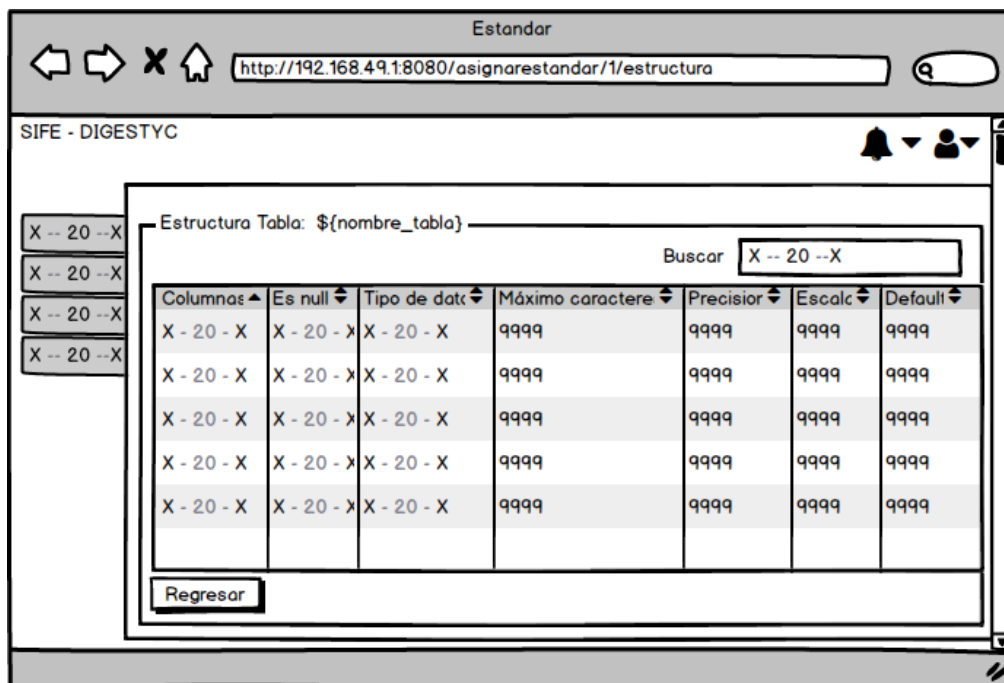 Estandar
http://192.168.49.1:8080/asignarestandar/1/estructura
SIFE - DIGESTYC
X -- 20 --X
X -- 20 --X
X -- 20 --X
X -- 20 --X
Estructura Tabla: ${nombre_tabla}
Buscar X -- 20 --X
Columnas Es null Tipo de datc Máximo caractere Precisior Escalc Default
X - 20 - X X - 20 - X X - 20 - X 9999 9999 9999 9999
X - 20 - X X - 20 - X X - 20 - X 9999 9999 9999 9999
X - 20 - X X - 20 - X X - 20 - X 9999 9999 9999 9999
X - 20 - X X - 20 - X X - 20 - X 9999 9999 9999 9999
X - 20 - X X - 20 - X X - 20 - X 9999 9999 9999 9999
Regresar